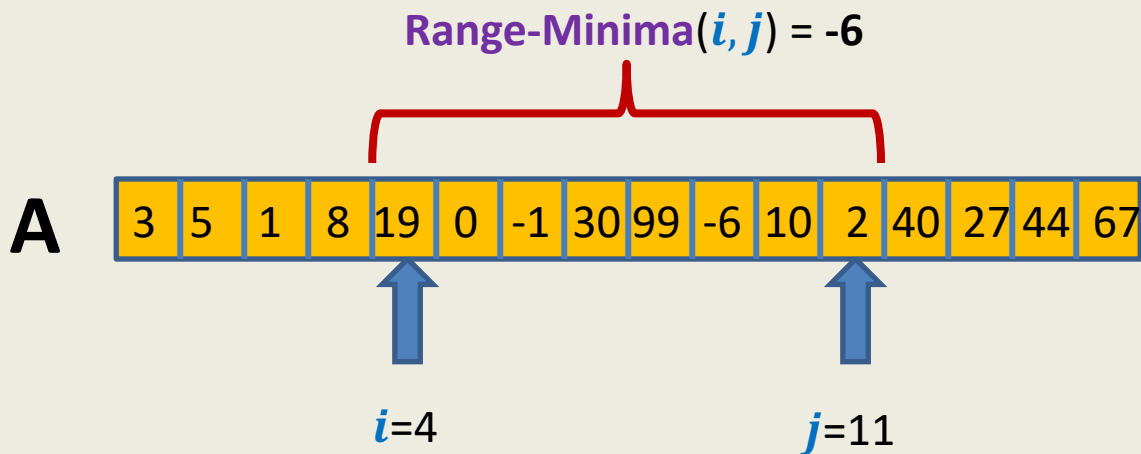 Range-Minima(i, j) = -6
A 3 5 1 8 19 0 -1 30 99 -6 10 2 40 27 44 67
i=4 j=11